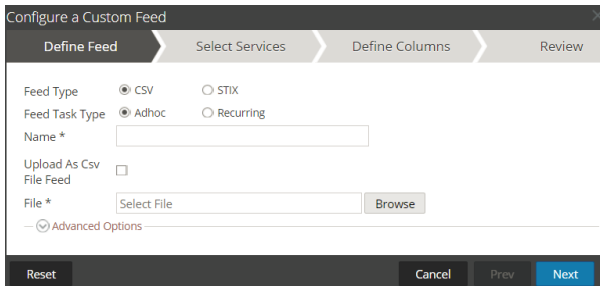 Configure a Custom Feed
Define Feed Select Services Define Columns Review
Feed Type CSV STIX
Feed Task Type Adhoc Recurring
Name *
Upload As Csv
File Feed
File * Select File Browse
Advanced Options
Reset Cancel Prev Next